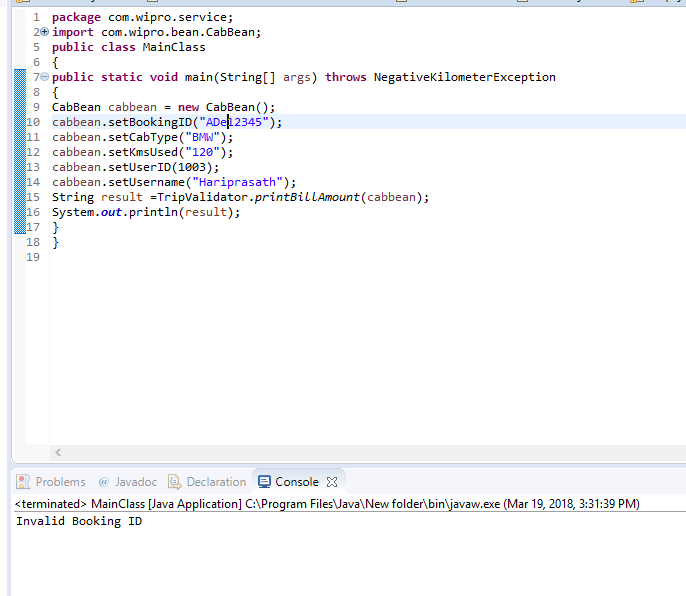 1 package com.wipro.service;
2 import com.wipro.bean.CabBean;
5 public class MainClass
6 {
7 public static void main(String[] args) throws NegativeKilometerException
8 {
9 CabBean cabbean = new CabBean();
10 cabbean.setBookingID("ADe12345");
11 cabbean.setCabType("BMW");
12 cabbean.setKmsUsed("120");
13 cabbean.setUserID(1003);
14 cabbean.setUsername("Hariprasath");
15 String result =TripValidator.printBillAmount(cabbean);
16 System.out.println(result);
17 }
18 }
19
Problems @ Javadoc Declaration Console
<terminated> MainClass [Java Application] C:\Program Files\Java\New folder\bin\javaw.exe (Mar 19, 2018, 3:31:39 PM)
Invalid Booking ID